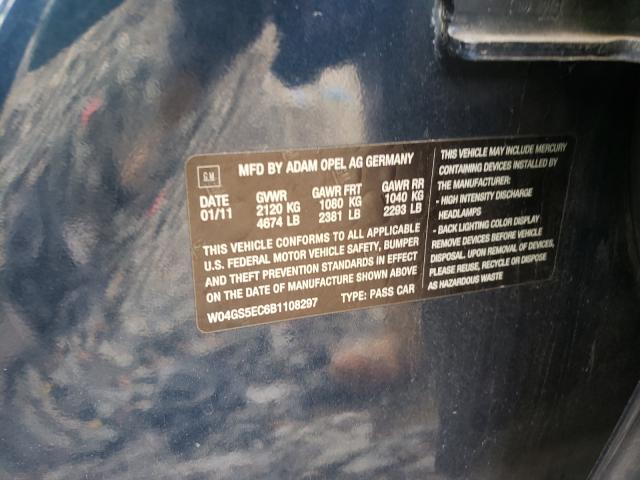 GM
MFD BY ADAM OPEL AG GERMANY
DATE GVWR GAWR FRT GAWR RR
01/11 2120 KG 1080 KG 1040 KG
4674 LB 2381 LB 2293 LB
THIS VEHICLE CONFORMS TO ALL APPLICABLE
U.S. FEDERAL MOTOR VEHICLE SAFETY, BUMPER
AND THEFT PREVENTION STANDARDS IN EFFECT
ON DATE OF MANUFACTURE SHOWN ABOVE
W04GS5EC6B1108297 TYPE: PASS CAR
THIS VEHICLE MAY INCLUDE MERCURY
CONTAINING DEVICES INSTALLED BY
THE MANUFACTURER:
- HIGH INTENSITY DISCHARGE
HEADLAMPS
- BACK LIGHTING COLOR DISPLAY
REMOVE DEVICES BEFORE VEHICLE
DISPOSAL. UPON REMOVAL OF DEVICES,
PLEASE REUSE, RECYCLE OR DISPOSE
AS HAZARDOUS WASTE